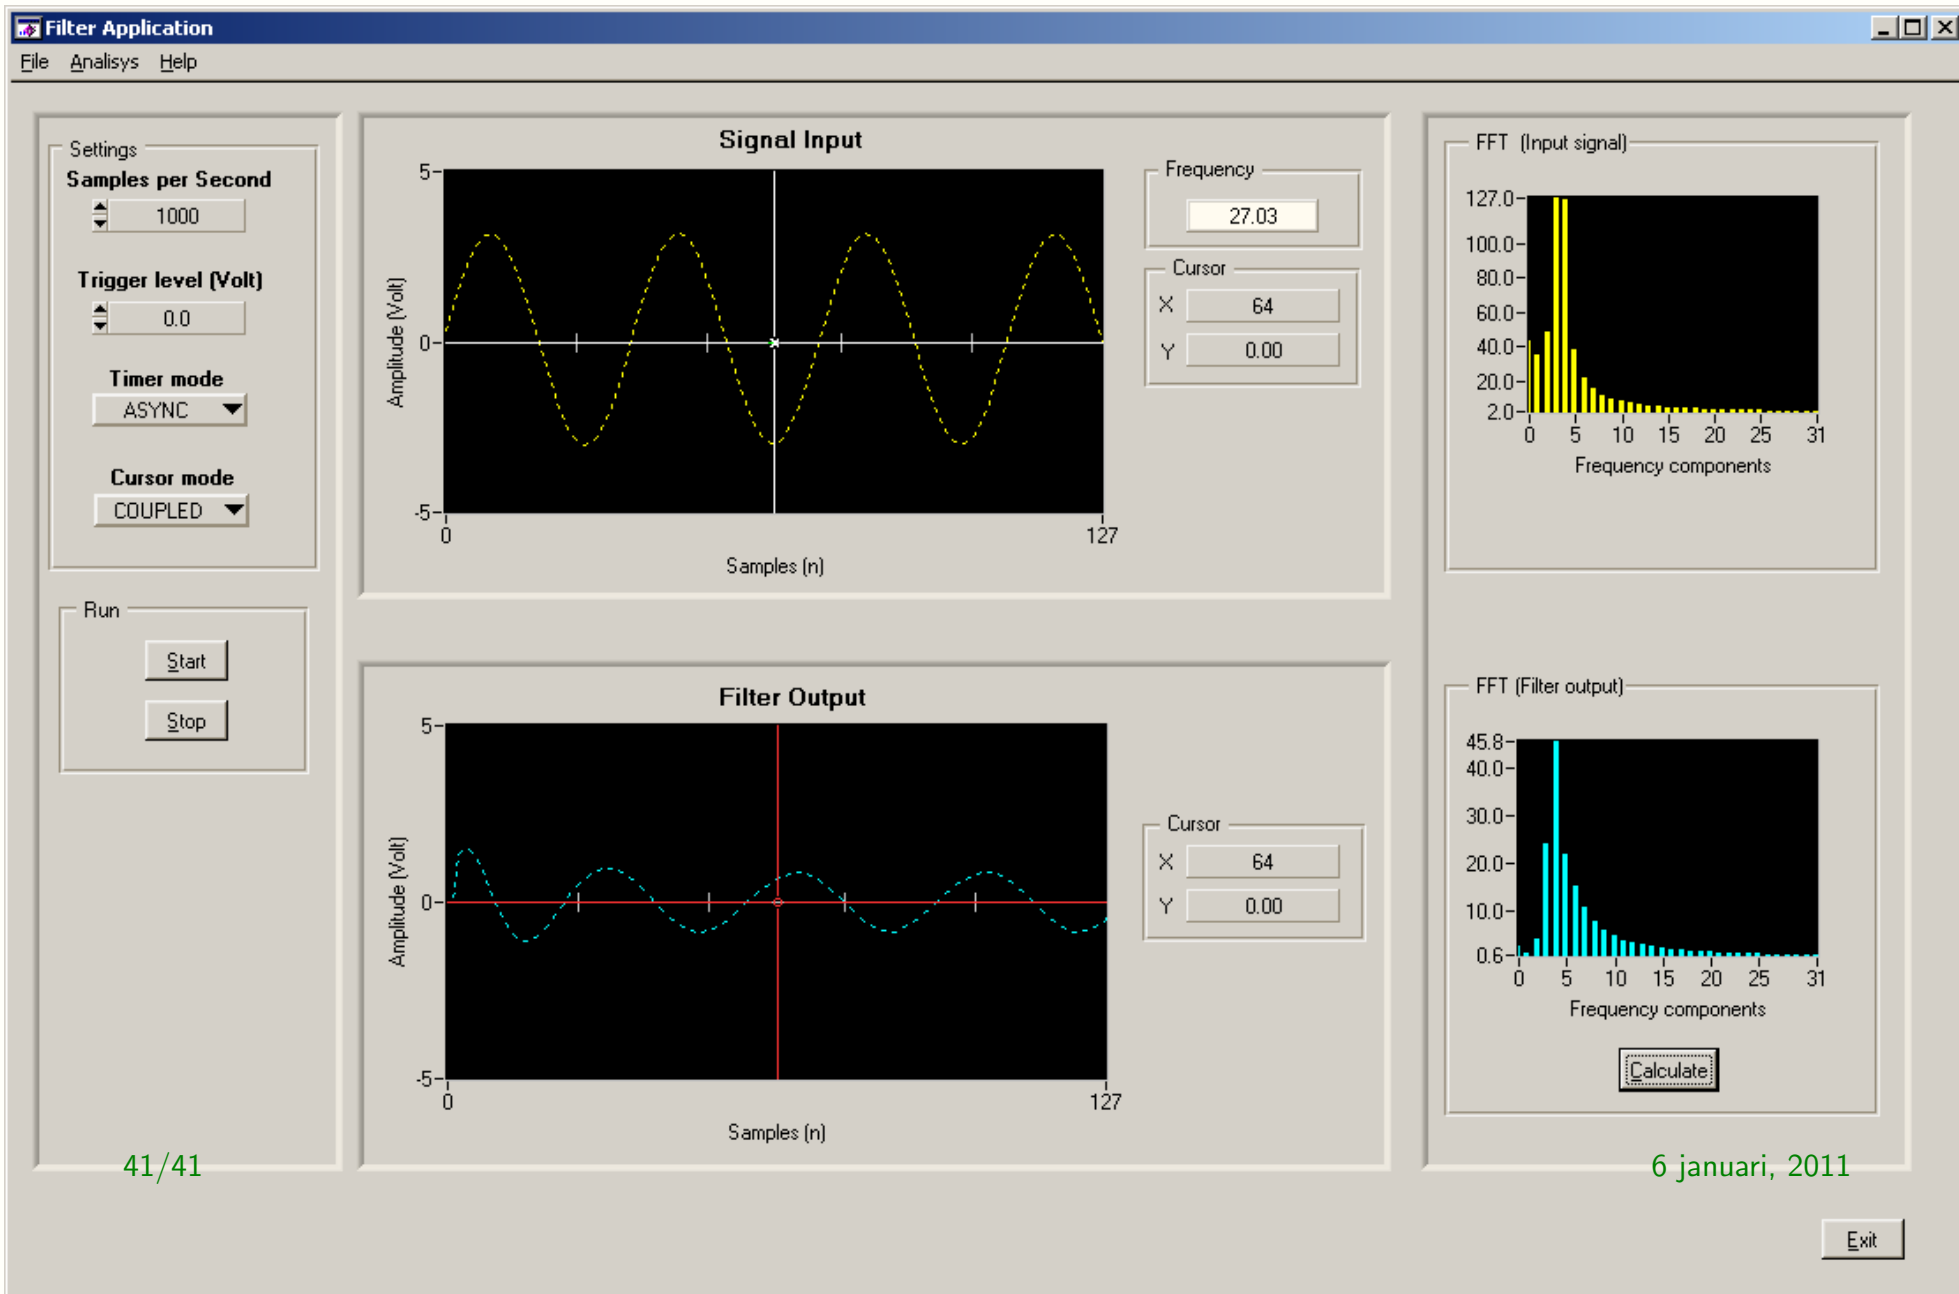 Filter Application
File Analisys Help
Settings
Samples per Second
1000
Trigger level (Volt)
0.0
Timer mode
ASYNC
Cursor mode
COUPLED
Run
Start
Stop
Signal Input
5
0
-5
Amplitude (Volt)
0 127
Samples (n)
Frequency
27.03
Cursor
X 64
Y 0.00
Filter Output
5
0
-5
Amplitude (Volt)
0 127
Samples (n)
Cursor
X 64
Y 0.00
FFT (Input signal)
127.0
100.0
80.0
60.0
40.0
20.0
2.0
0 5 10 15 20 25 31
Frequency components
FFT (Filter output)
45.8
40.0
30.0
20.0
10.0
0.6
0 5 10 15 20 25 31
Frequency components
Calculate
41/41
6 januari, 2011
Exit